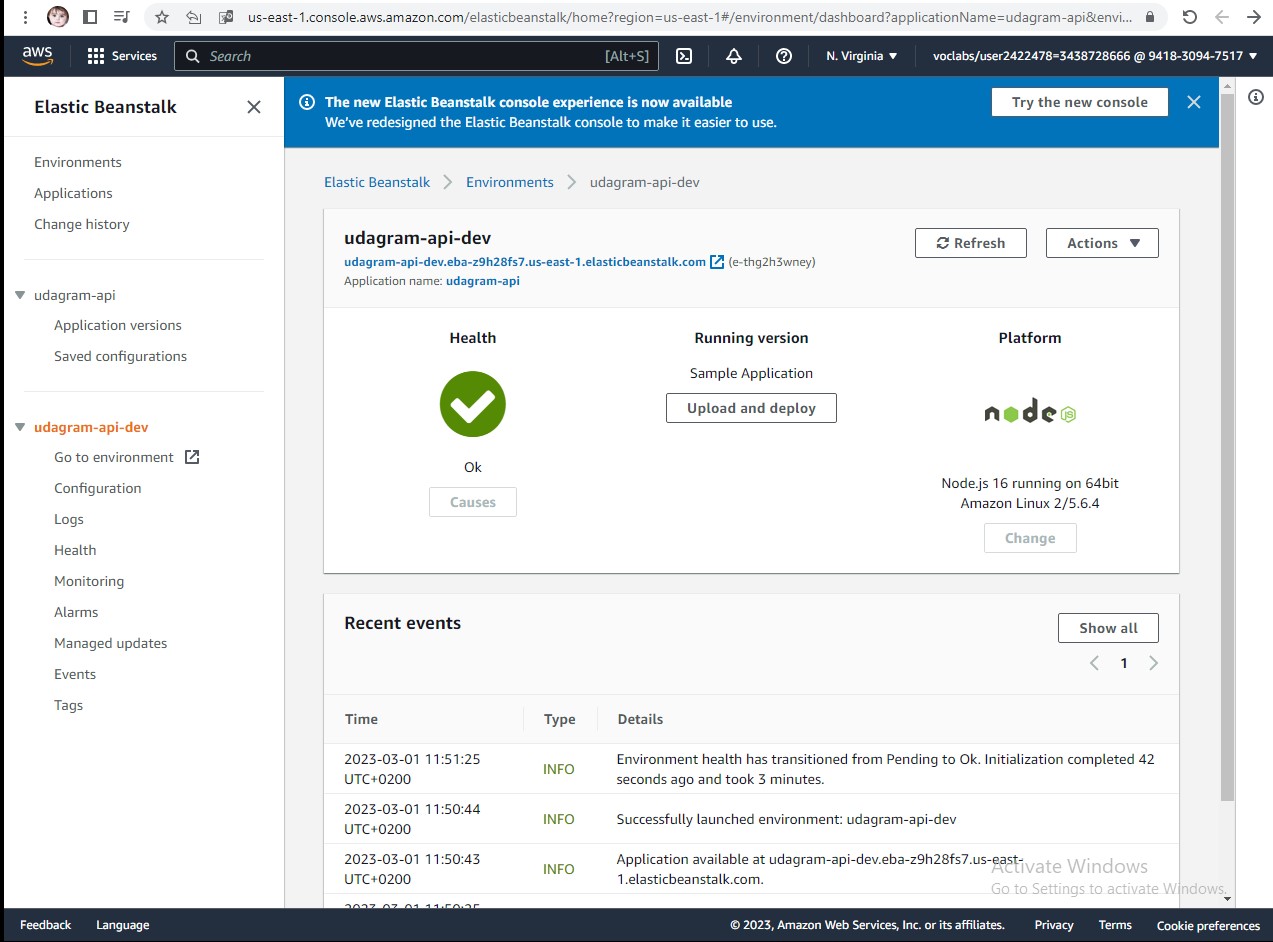 us-east-1.console.aws.amazon.com/elasticbeanstalk/home?region=us-east-1#/environment/dashboard?applicationName=udagram-api&envi...
aws
Services
Search
[Alt+S]
N. Virginia
voclabs/user2422478=3438728666 @ 9418-3094-7517
Elastic Beanstalk
Environments
Applications
Change history
udagram-api
Application versions
Saved configurations
udagram-api-dev
Go to environment
Configuration
Logs
Health
Monitoring
Alarms
Managed updates
Events
Tags
The new Elastic Beanstalk console experience is now available
We've redesigned the Elastic Beanstalk console to make it easier to use.
Try the new console
Elastic Beanstalk
Environments
udagram-api-dev
udagram-api-dev
udagram-api-dev.eba-z9h28fs7.us-east-1.elasticbeanstalk.com (e-thg2h3wney)
Application name: udagram-api
Refresh
Actions
Health
Ok
Causes
Running version
Sample Application
Upload and deploy
Platform
node JS
Node.js 16 running on 64bit
Amazon Linux 2/5.6.4
Change
Recent events
Show all
1
Time Type Details
2023-03-01 11:51:25
UTC+0200
INFO
Environment health has transitioned from Pending to Ok. Initialization completed 42
seconds ago and took 3 minutes.
2023-03-01 11:50:44
UTC+0200
INFO
Successfully launched environment: udagram-api-dev
2023-03-01 11:50:43
UTC+0200
INFO
Application available at udagram-api-dev.eba-z9h28fs7.us-east-
1.elasticbeanstalk.com.
Activate Windows
Go to Settings to activate Windows.
Feedback
Language
© 2023, Amazon Web Services, Inc. or its affiliates.
Privacy
Terms
Cookie preferences